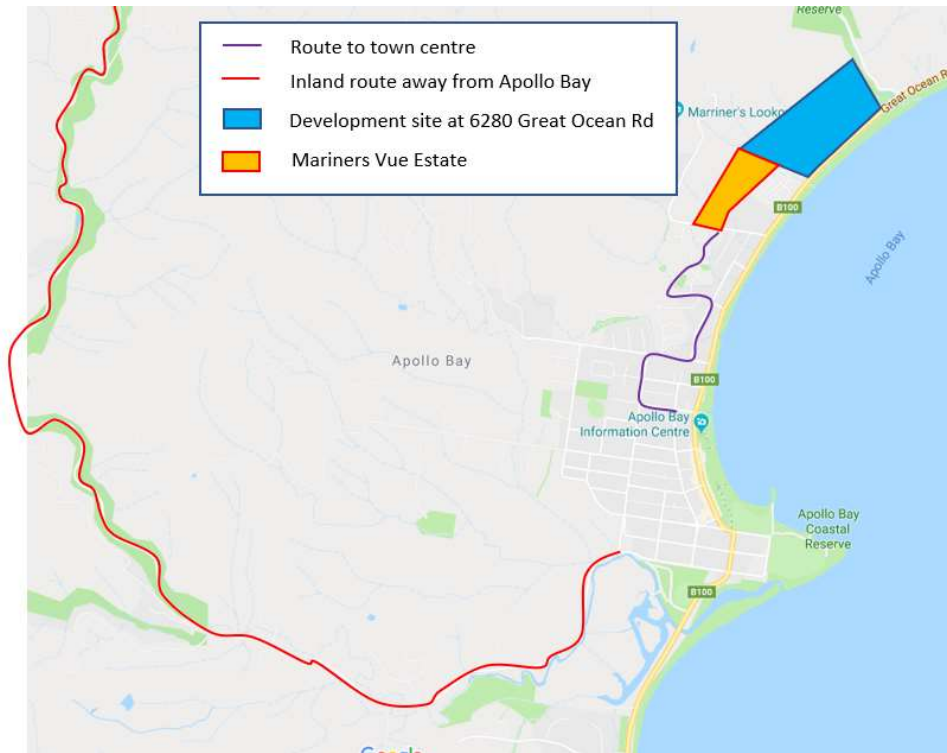 Reserve
Route to town centre
Inland route away from Apollo Bay
Development site at 6280 Great Ocean Rd
Mariners Vue Estate
Great Ocean R
Marriner's Looko
B100
Apollo Bay
Apollo Bay
B100
Apollo Bay
Information Centre
Apollo Bay
Coastal
Reserve
B100
Google